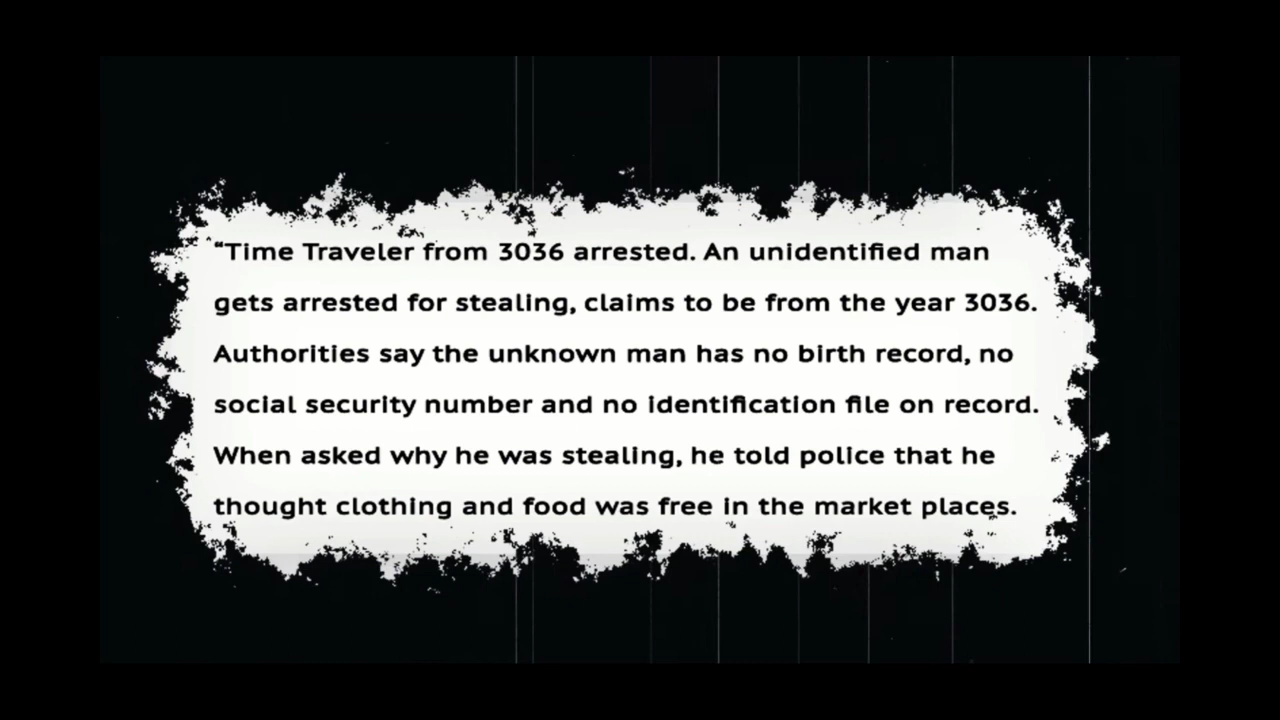 “Time Traveler from 3036 arrested. An unidentified man
gets arrested for stealing, claims to be from the year 3036.
Authorities say the unknown man has no birth record, no
social security number and no identification file on record.
When asked why he was stealing, he told police that he
thought clothing and food was free in the market places.